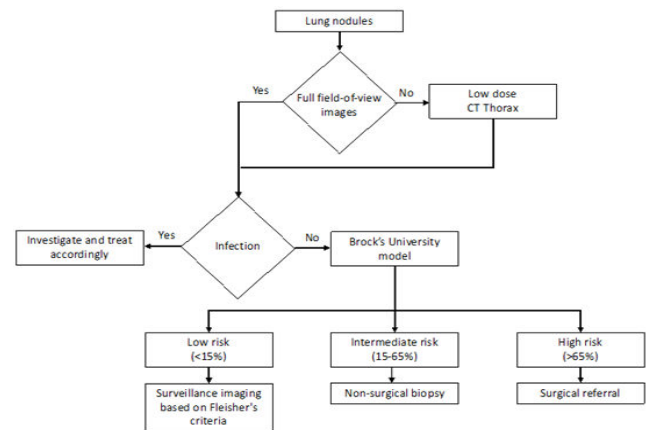 Lung nodules
Yes
Full field-of-view
images
No
Low dose
CT Thorax
Investigate and treat
accordingly
Yes
Infection
No
Brock's University
model
Low risk
(<15%)
Intermediate risk
(15-65%)
High risk
(>65%)
Surveillance imaging
based on Fleisher's
criteria
Non-surgical biopsy
Surgical referral